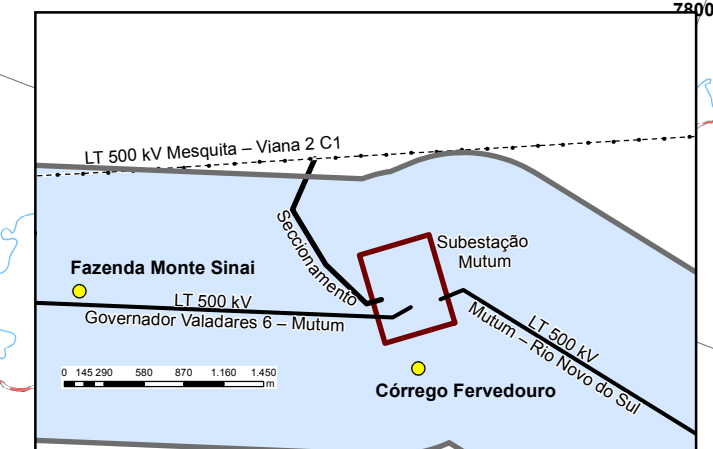 7800
LT 500 kV Mesquita – Viana 2 C1
Seccionamento
Subestação
Mutum
Fazenda Monte Sinai
LT 500 kV
Governador Valadares 6 – Mutum
LT 500 kV
Mutum – Rio Novo do Sul
0 145 290 580 870 1.160 1.450
m
Córrego Fervedouro